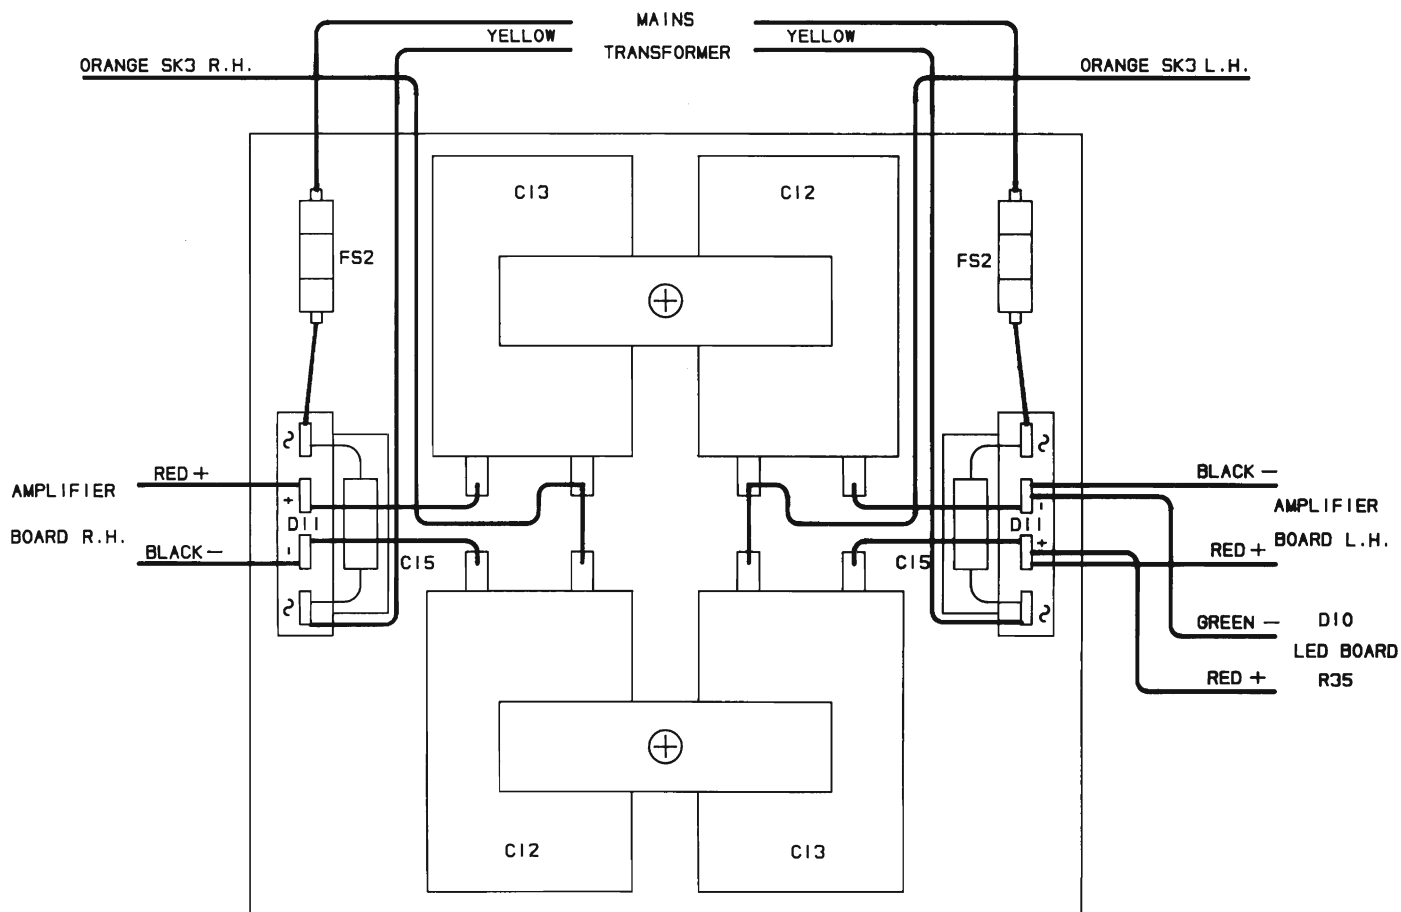 MAINS
TRANSFORMER
YELLOW
YELLOW
ORANGE SK3 R.H.
ORANGE SK3 L.H.
C13
C12
FS2
FS2
RED +
AMPLIFIER
BOARD R.H.
BLACK -
+
D11
-
C15
BLACK -
AMPLIFIER
BOARD L.H.
RED +
-
D11
+
C15
GREEN -
D10
LED BOARD
RED +
R35
C12
C13